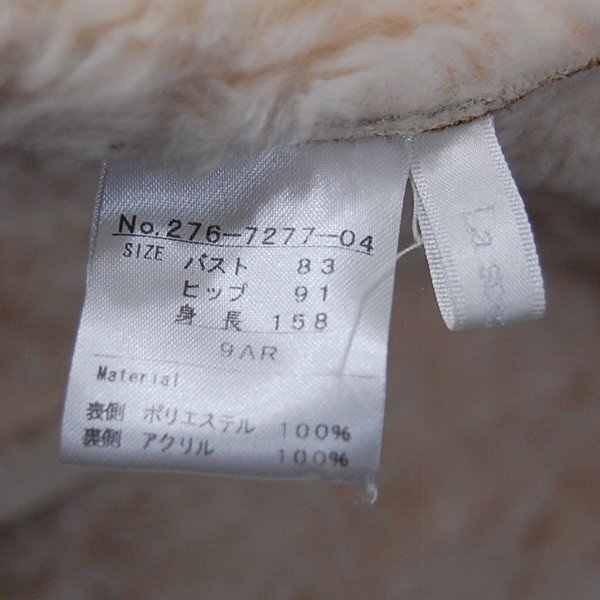 No.276-7277-04
SIZE バスト 83
ヒップ 91
身長 158
9AR
Material
表側 ポリエステル 100%
裏側 アクリル 100%
La